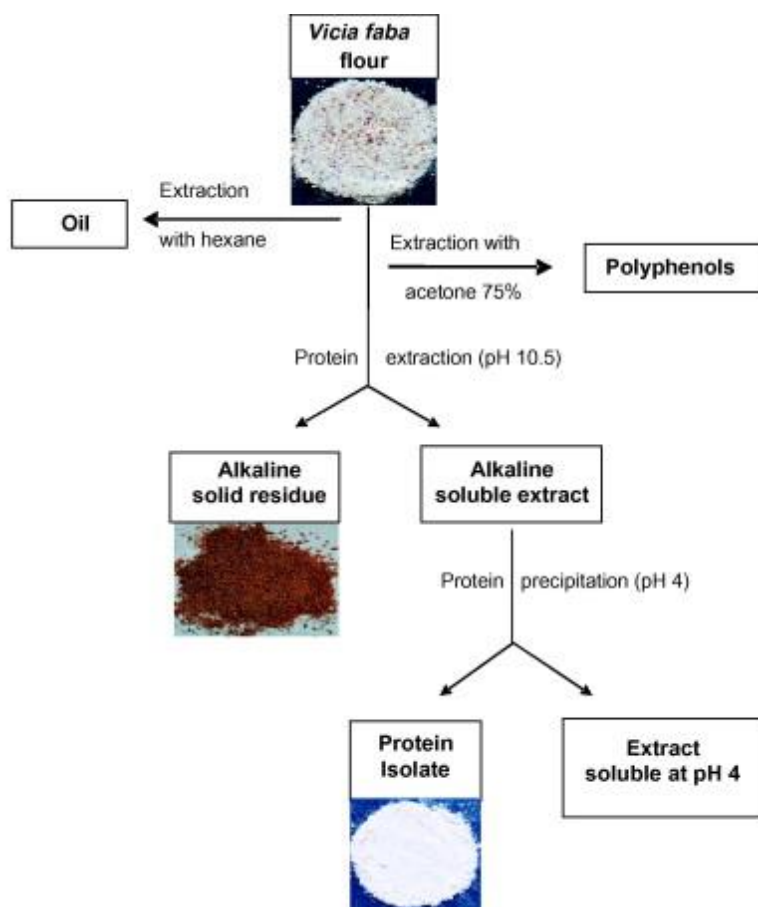 Vicia faba
flour
Extraction
with hexane
Oil
Extraction with
acetone 75%
Polyphenols
Protein extraction (pH 10.5)
Alkaline
solid residue
Alkaline
soluble extract
Protein precipitation (pH 4)
Protein
Isolate
Extract
soluble at pH 4